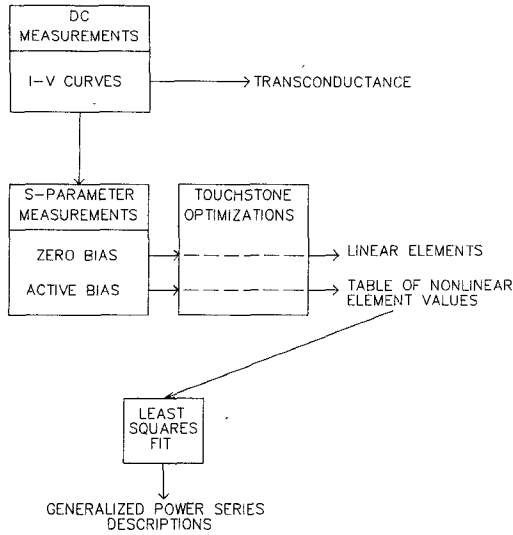 DC
MEASUREMENTS
I-V CURVES
TRANSCONDUCTANCE
S-PARAMETER
MEASUREMENTS
TOUCHSTONE
OPTIMIZATIONS
ZERO BIAS
LINEAR ELEMENTS
ACTIVE BIAS
TABLE OF NONLINEAR
ELEMENT VALUES
LEAST
SQUARES
FIT
GENERALIZED POWER SERIES
DESCRIPTIONS